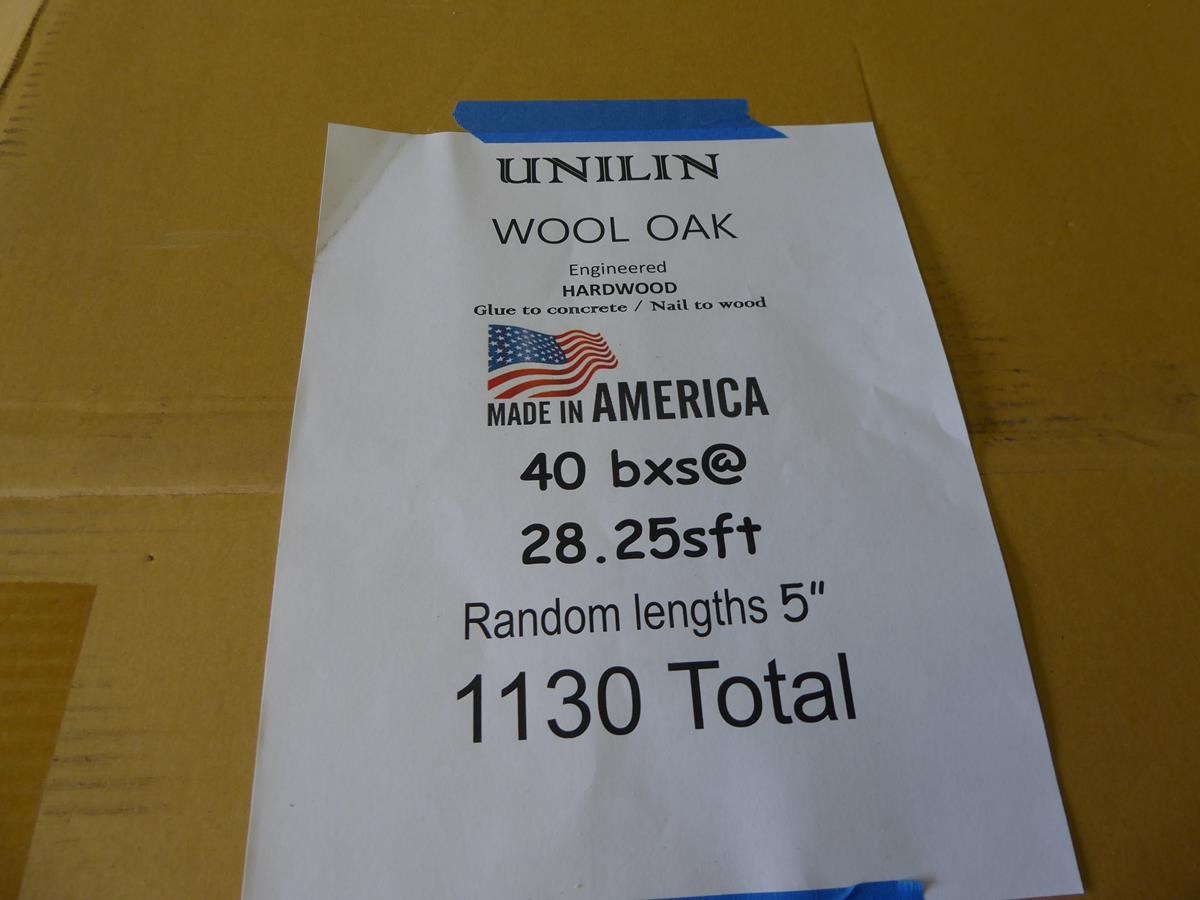 UNILIN
WOOL OAK
Engineered
HARDWOOD
Glue to concrete / Nail to wood
MADE IN AMERICA
40 bxs@
28.25sft
Random lengths 5"
1130 Total